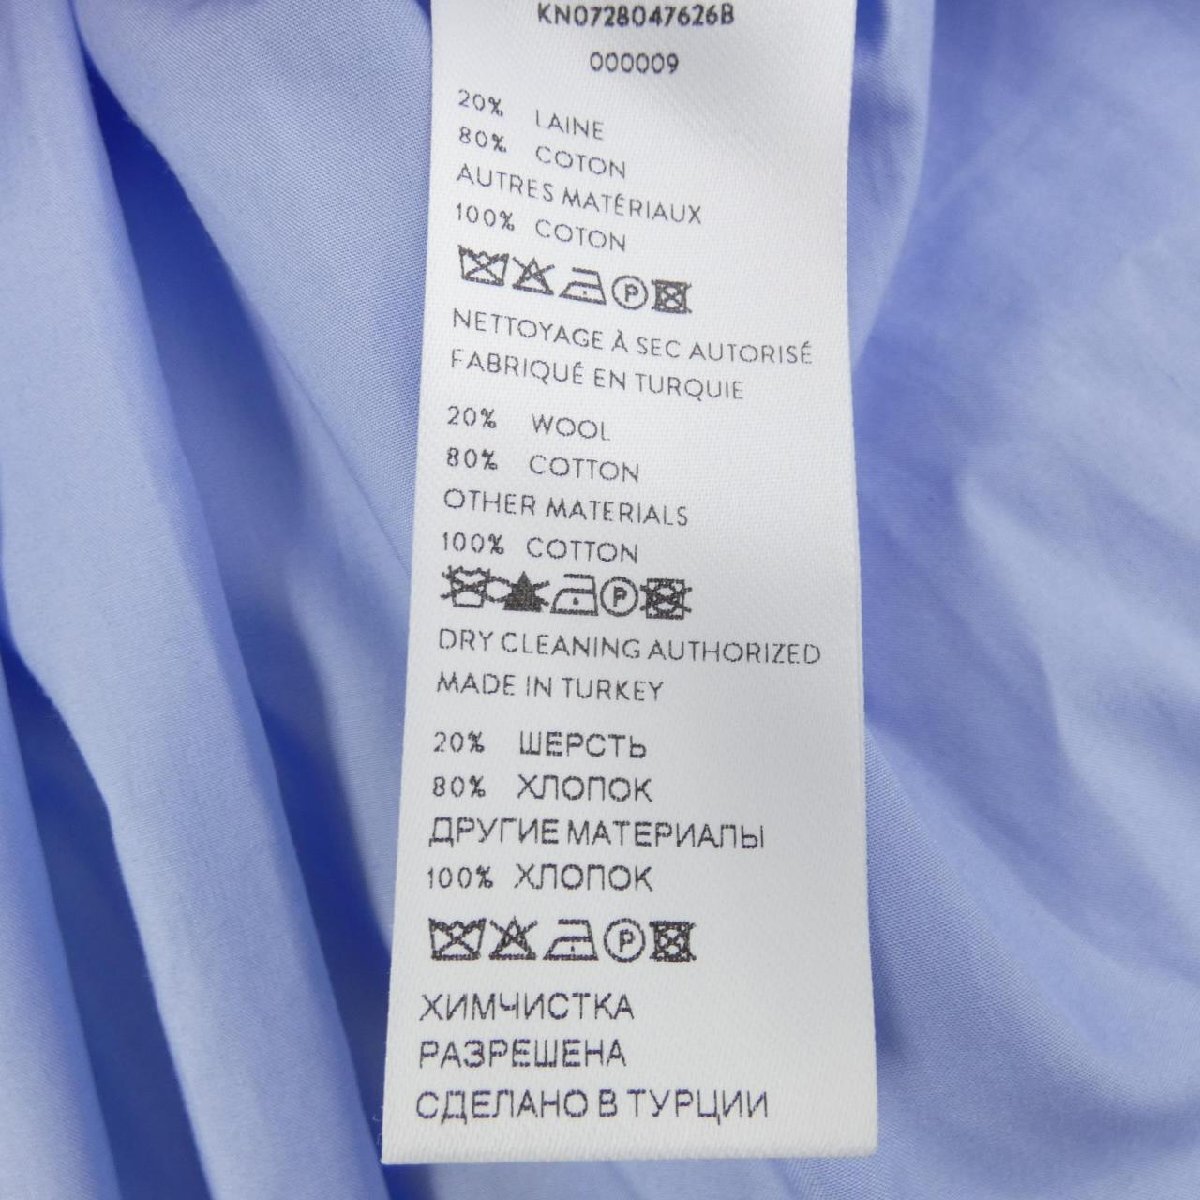 KN0728047626B
000009
20% LAINE
80% COTON
AUTRES MATÉRIAUX
100% COTON
P
NETTOYAGE À SEC AUTORISÉ
FABRIQUÉ EN TURQUIE
20% WOOL
80% COTTON
OTHER MATERIALS
100% COTTON
P
DRY CLEANING AUTHORIZED
MADE IN TURKEY
20% ШЕРСТЬ
80% ХЛОПОК
ДРУГИЕ МАТЕРИАЛЫ
100% ХЛОПОК
P
ХИМЧИСТКА
РАЗРЕШЕНА
СДЕЛАНО В ТУРЦИИ